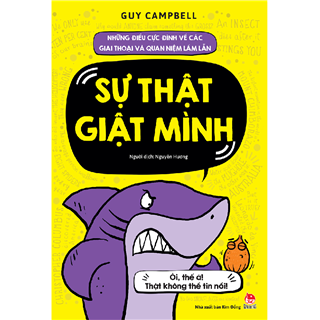 GUY CAMPBELL
NHỮNG ĐIỀU CỰC ĐỈNH VỀ CÁC
GIAI THOẠI VÀ QUAN NIỆM LẦM LẪN
SỰ THẬT
GIẬT MÌNH
Người dịch: Nguyên Hương
Ôi, thế á!
Thật không thể tin nổi!
Nhà xuất bản Kim Đồng